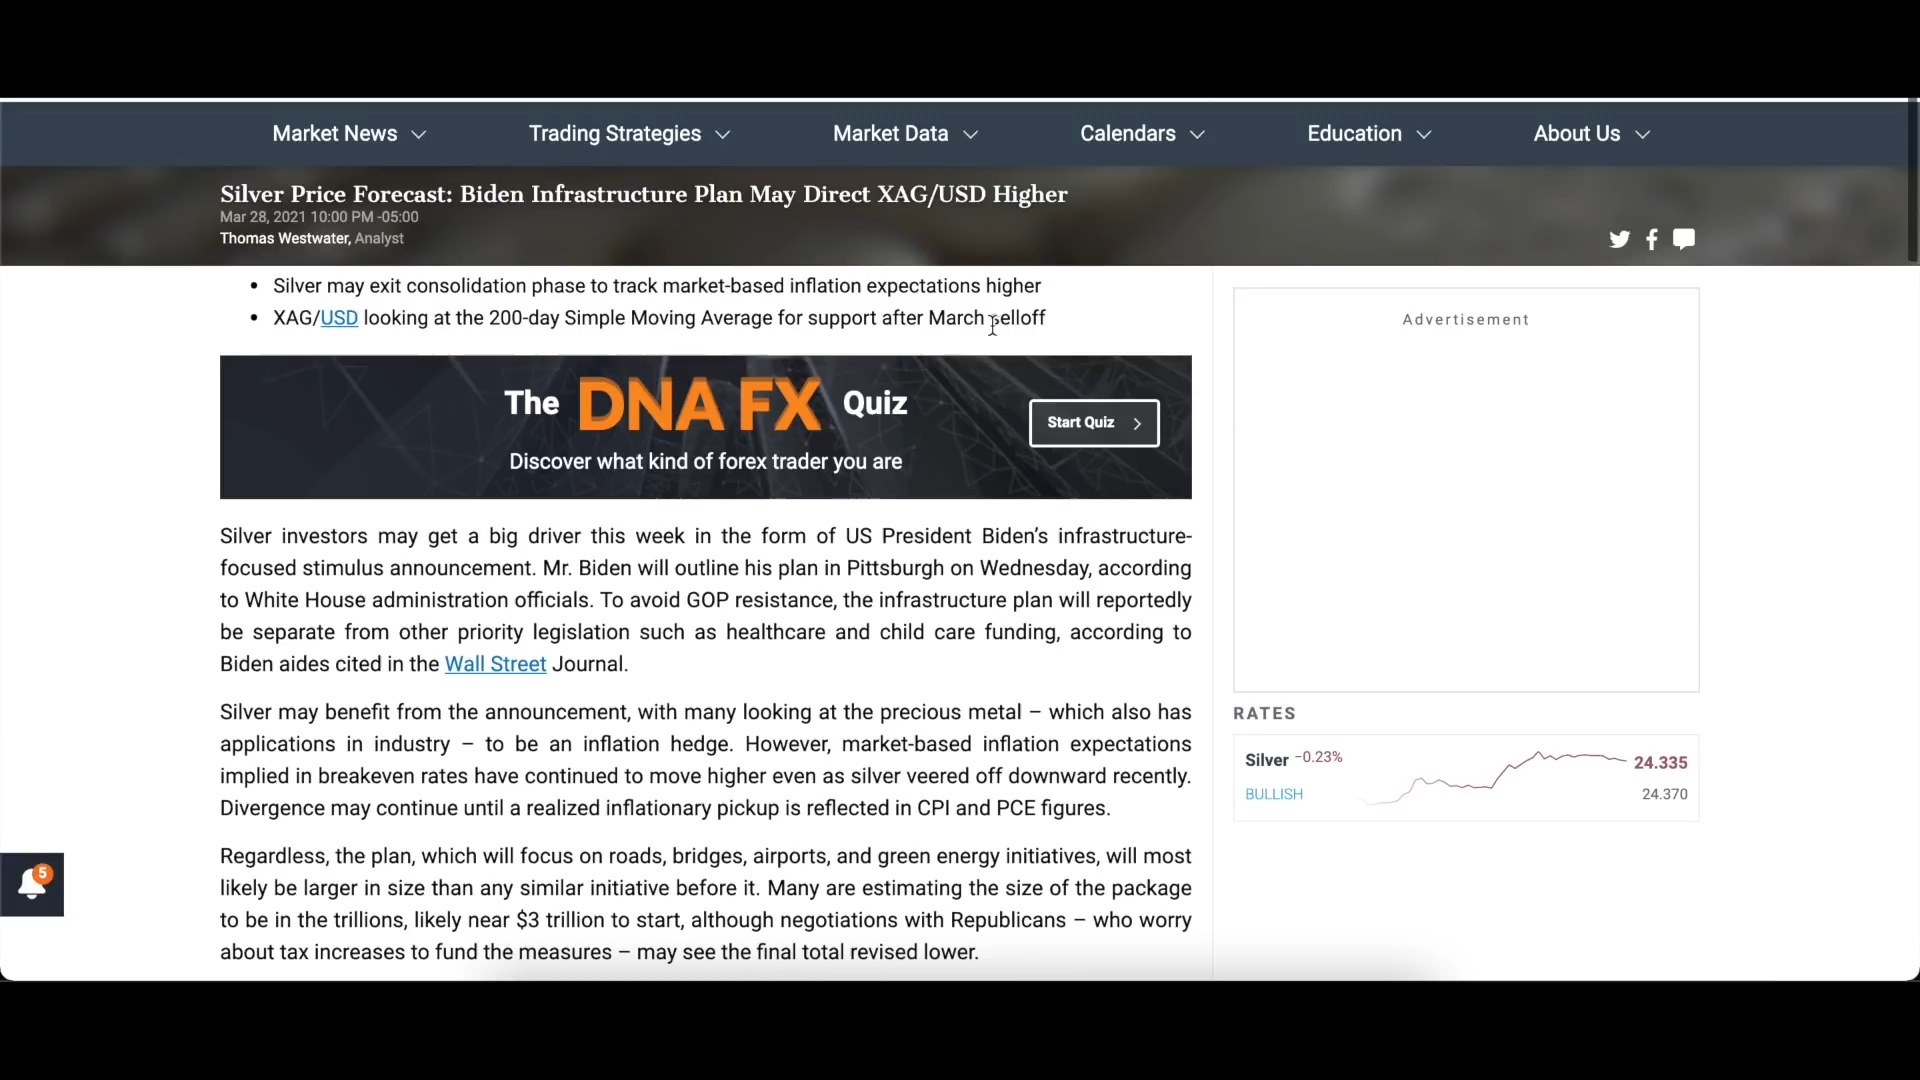 Market News
Trading Strategies
Market Data
Calendars
Education
About Us
Silver Price Forecast: Biden Infrastructure Plan May Direct XAG/USD Higher
Mar 28, 2021 10:00 PM -05:00
Thomas Westwater, Analyst
• Silver may exit consolidation phase to track market-based inflation expectations higher
• XAG/USD looking at the 200-day Simple Moving Average for support after March selloff
The DNA FX Quiz
Discover what kind of forex trader you are
Start Quiz
Silver investors may get a big driver this week in the form of US President Biden’s infrastructure-
focused stimulus announcement. Mr. Biden will outline his plan in Pittsburgh on Wednesday, according
to White House administration officials. To avoid GOP resistance, the infrastructure plan will reportedly
be separate from other priority legislation such as healthcare and child care funding, according to
Biden aides cited in the Wall Street Journal.
Silver may benefit from the announcement, with many looking at the precious metal – which also has
applications in industry – to be an inflation hedge. However, market-based inflation expectations
implied in breakeven rates have continued to move higher even as silver veered off downward recently.
Divergence may continue until a realized inflationary pickup is reflected in CPI and PCE figures.
Regardless, the plan, which will focus on roads, bridges, airports, and green energy initiatives, will most
likely be larger in size than any similar initiative before it. Many are estimating the size of the package
to be in the trillions, likely near $3 trillion to start, although negotiations with Republicans – who worry
about tax increases to fund the measures – may see the final total revised lower.
Advertisement
RATES
Silver -0.23%
24.335
BULLISH
24.370
5